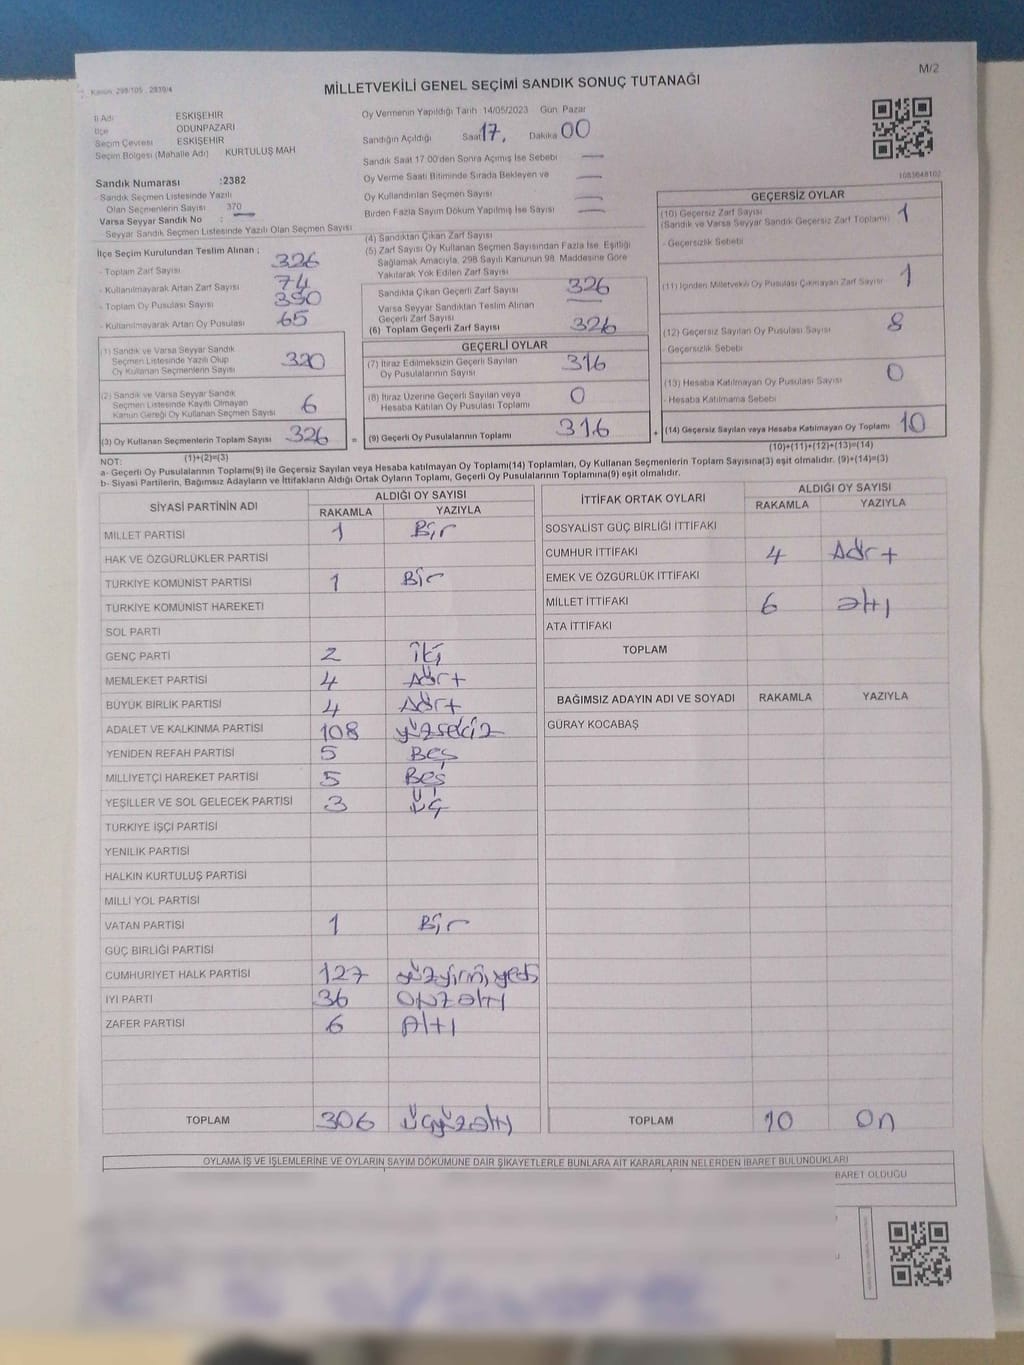 M/2
Kanun, 298/105 , 2839/4
MİLLETVEKİLİ GENEL SEÇİMİ SANDIK SONUÇ TUTANAĞI
İl Adı ESKİŞEHİR
İlçe ODUNPAZARI
Seçim Çevresi ESKİŞEHİR
Seçim Bölgesi (Mahalle Adı) KURTULUŞ MAH
Sandık Numarası :2382
Sandık Seçmen Listesinde Yazılı
Olan Seçmenlerin Sayısı 370
Varsa Seyyar Sandık No :
Seyyar Sandık Seçmen Listesinde Yazılı Olan Seçmen Sayısı
Oy Vermenin Yapıldığı Tarih 14/05/2023 Gün Pazar
Sandığın Açıldığı Saat 17, Dakika 00
Sandık Saat 17 00'den Sonra Açılmış İse Sebebi —
Oy Verme Saati Bitiminde Sırada Bekleyen ve —
Oy Kullandırılan Seçmen Sayısı —
Birden Fazla Sayım Döküm Yapılmış İse Sayısı —
1083648102
İlçe Seçim Kurulundan Teslim Alınan ;
- Toplam Zarf Sayısı 326
- Kullanılmayarak Artan Zarf Sayısı 74
- Toplam Oy Pusulası Sayısı 390
- Kullanılmayarak Artan Oy Pusulası 65
(1) Sandık ve Varsa Seyyar Sandık
Seçmen Listesinde Yazılı Olup
Oy Kullanan Seçmenlerin Sayısı 320
(2) Sandık ve Varsa Seyyar Sandık
Seçmen Listesinde Kayıtlı Olmayan
Kanun Gereği Oy Kullanan Seçmen Sayısı 6
(3) Oy Kullanan Seçmenlerin Toplam Sayısı 326 =
(1)+(2)=(3)
(4) Sandıktan Çıkan Zarf Sayısı
(5) Zarf Sayısı Oy Kullanan Seçmen Sayısından Fazla İse, Eşitliği
Sağlamak Amacıyla, 298 Sayılı Kanunun 98. Maddesine Göre
Yakılarak Yok Edilen Zarf Sayısı
Sandıkta Çıkan Geçerli Zarf Sayısı 326
Varsa Seyyar Sandıktan Teslim Alınan
Geçerli Zarf Sayısı —
(6) Toplam Geçerli Zarf Sayısı 326
GEÇERLİ OYLAR
(7) İtiraz Edilmeksizin Geçerli Sayılan
Oy Pusulalarının Sayısı 316
(8) İtiraz Üzerine Geçerli Sayılan veya
Hesaba Katılan Oy Pusulası Toplamı 0
(9) Geçerli Oy Pusulalarının Toplamı 316 +
GEÇERSİZ OYLAR
(10) Geçersiz Zarf Sayısı
(Sandık ve Varsa Seyyar Sandık Geçersiz Zarf Toplamı) 1
- Geçersizlik Sebebi
(11) İçinden Milletvekili Oy Pusulası Çıkmayan Zarf Sayısı 1
(12) Geçersiz Sayılan Oy Pusulası Sayısı 8
- Geçersizlik Sebebi
(13) Hesaba Katılmayan Oy Pusulası Sayısı 0
- Hesaba Katılmama Sebebi
(14) Geçersiz Sayılan veya Hesaba Katılmayan Oy Toplamı 10
(10)+(11)+(12)+(13)=(14)
NOT:
a- Geçerli Oy Pusulalarının Toplamı(9) ile Geçersiz Sayılan veya Hesaba katılmayan Oy Toplamı(14) Toplamları, Oy Kullanan Seçmenlerin Toplam Sayısına(3) eşit olmalıdır. (9)+(14)=(3)
b- Siyasi Partilerin, Bağımsız Adayların ve İttifakların Aldığı Ortak Oyların Toplamı, Geçerli Oy Pusulalarının Toplamına(9) eşit olmalıdır.
SİYASİ PARTİNİN ADI ALDIĞI OY SAYISI
RAKAMLA YAZIYLA
MİLLET PARTİSİ 1 Bir
HAK VE ÖZGÜRLÜKLER PARTİSİ
TÜRKİYE KOMÜNİST PARTİSİ 1 Bir
TÜRKİYE KOMÜNİST HAREKETİ
SOL PARTİ
GENÇ PARTİ 2 iki
MEMLEKET PARTİSİ 4 Dört
BÜYÜK BİRLİK PARTİSİ 4 Dört
ADALET VE KALKINMA PARTİSİ 108 yüzsekiz
YENİDEN REFAH PARTİSİ 5 Beş
MİLLİYETÇİ HAREKET PARTİSİ 5 Beş
YEŞİLLER VE SOL GELECEK PARTİSİ 3 üç
TÜRKİYE İŞÇİ PARTİSİ
YENİLİK PARTİSİ
HALKIN KURTULUŞ PARTİSİ
MİLLİ YOL PARTİSİ
VATAN PARTİSİ 1 Bir
GÜÇ BİRLİĞİ PARTİSİ
CUMHURİYET HALK PARTİSİ 127 yüzyirmiyedi
İYİ PARTİ 36 otuzaltı
ZAFER PARTİSİ 6 Altı
TOPLAM 306 üçyüzaltı
İTTİFAK ORTAK OYLARI ALDIĞI OY SAYISI
RAKAMLA YAZIYLA
SOSYALİST GÜÇ BİRLİĞİ İTTİFAKI
CUMHUR İTTİFAKI 4 Dört
EMEK VE ÖZGÜRLÜK İTTİFAKI
MİLLET İTTİFAKI 6 altı
ATA İTTİFAKI
TOPLAM
BAĞIMSIZ ADAYIN ADI VE SOYADI RAKAMLA YAZIYLA
GÜRAY KOCABAŞ
TOPLAM 10 On
OYLAMA İŞ VE İŞLEMLERİNE VE OYLARIN SAYIM DÖKÜMÜNE DAİR ŞİKAYETLERLE BUNLARA AİT KARARLARIN NELERDEN İBARET BULUNDUKLARI
İBARET OLDUĞU